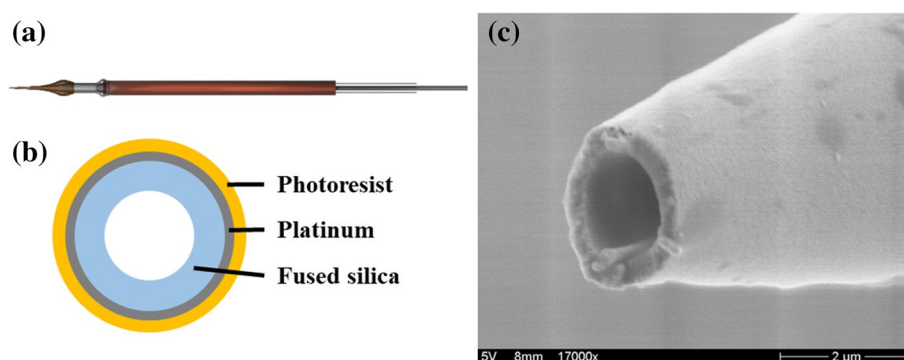 (a)
(b)
Photoresist
Platinum
Fused silica
(c)
5V 8mm 17000x 2 μm